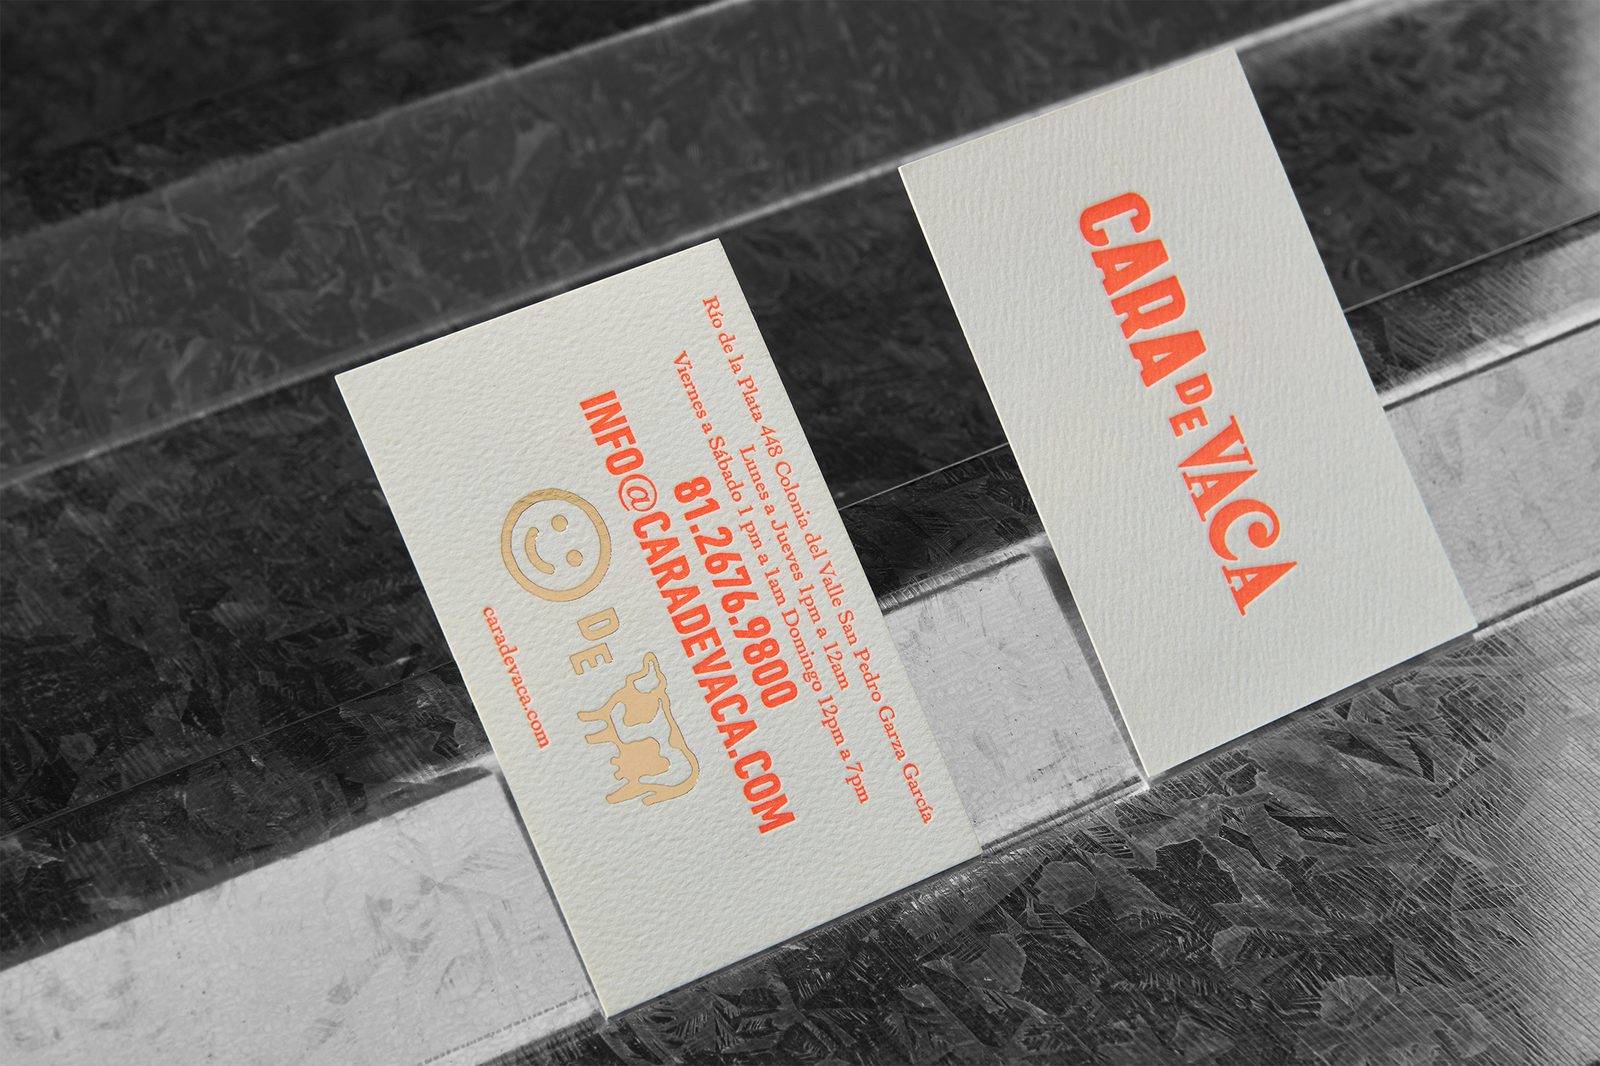 Río de la Plata 448 Colonia del Valle San Pedro Garza García
Lunes a Jueves 1pm a 12am
Viernes a Sábado 1 pm a 1am Domingo 12pm a 7pm
81.2676.9800
INFO@CARADEVACA.COM
DE
caradevaca.com
CARA DE VACA